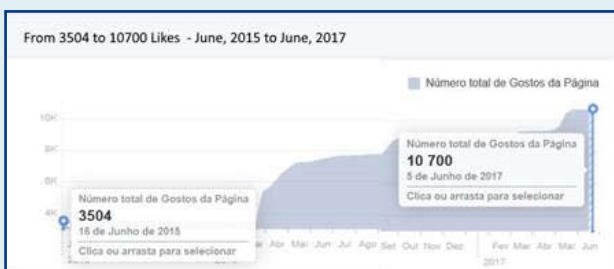 From 3504 to 10700 Likes - June, 2015 to June, 2017
Número total de Gostos da Página
10K
8K
6K
4K
Número total de Gostos da Página
10 700
5 de Junho de 2017
Clica ou arrasta para selecionar
Número total de Gostos da Página
3504
16 de Junho de 2015
Clica ou arrasta para selecionar
Abr Mai Jun Jul Ago Set Out Nov Dez Fev Mar Abr Mai Jun
2017